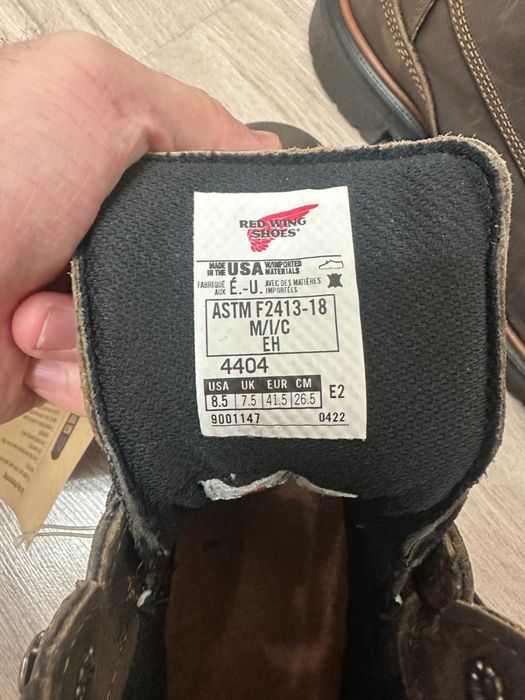 RED WING
SHOES
MADE IN THE USA W/IMPORTED MATERIALS
FABRIQUÉ AUX É.-U. AVEC DES MATIÈRES IMPORTÉES
ASTM F2413-18
M/I/C
EH
4404
USA UK EUR CM
8.5 7.5 41.5 26.5 E2
9001147 0422